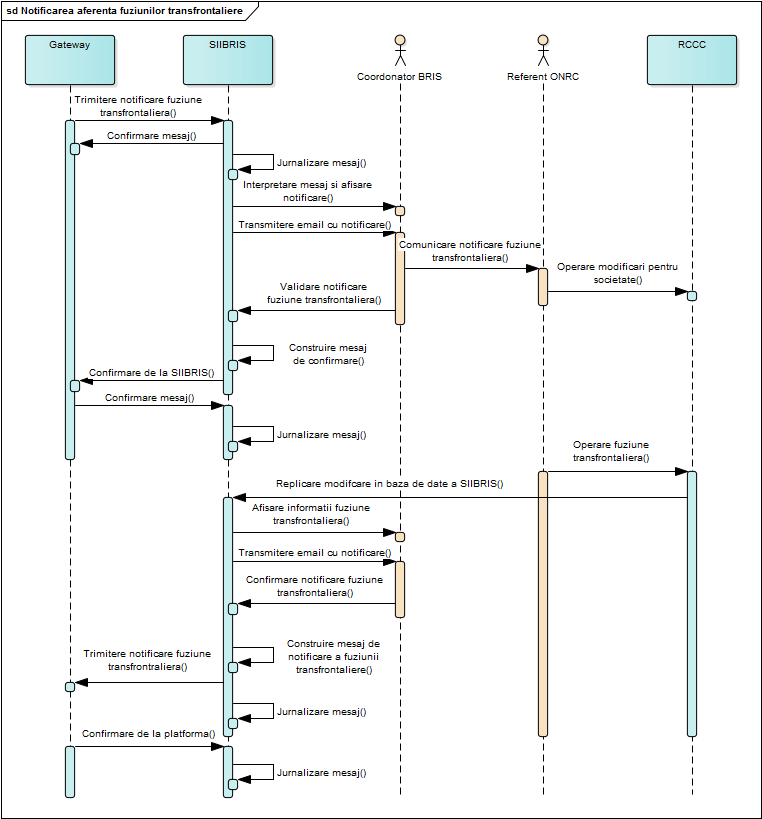 sd Notificarea aferenta fuziunilor transfrontaliere
Gateway
SIIBRIS
Coordonator BRIS
Referent ONRC
RCCC
Trimitere notificare fuziune
transfrontaliera()
Confirmare mesaj()
Jurnalizare mesaj()
Interpretare mesaj si afisare
notificare()
Transmitere email cu notificare()
Comunicare notificare fuziune
transfrontaliera()
Operare modificari pentru
societate()
Validare notificare
fuziune transfrontaliera()
Construire mesaj
de confirmare()
Confirmare de la SIIBRIS()
Confirmare mesaj()
Jurnalizare mesaj()
Operare fuziune
transfrontaliera()
Replicare modifcare in baza de date a SIIBRIS()
Afisare informatii fuziune
transfrontaliera()
Transmitere email cu notificare()
Confirmare notificare fuziune
transfrontaliera()
Construire mesaj de
notificare a fuziunii
transfrontaliere()
Trimitere notificare fuziune
transfrontraliera()
Jurnalizare mesaj()
Confirmare de la platforma()
Jurnalizare mesaj()